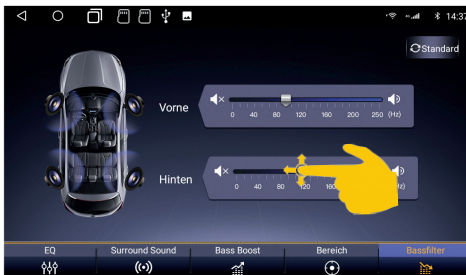 14:37
Standard
Vorne
0 40 80 120 160 200 250 (Hz)
Hinten
0 40 80 120 160
EQ Surround Sound Bass Boost Bereich Bassfilter